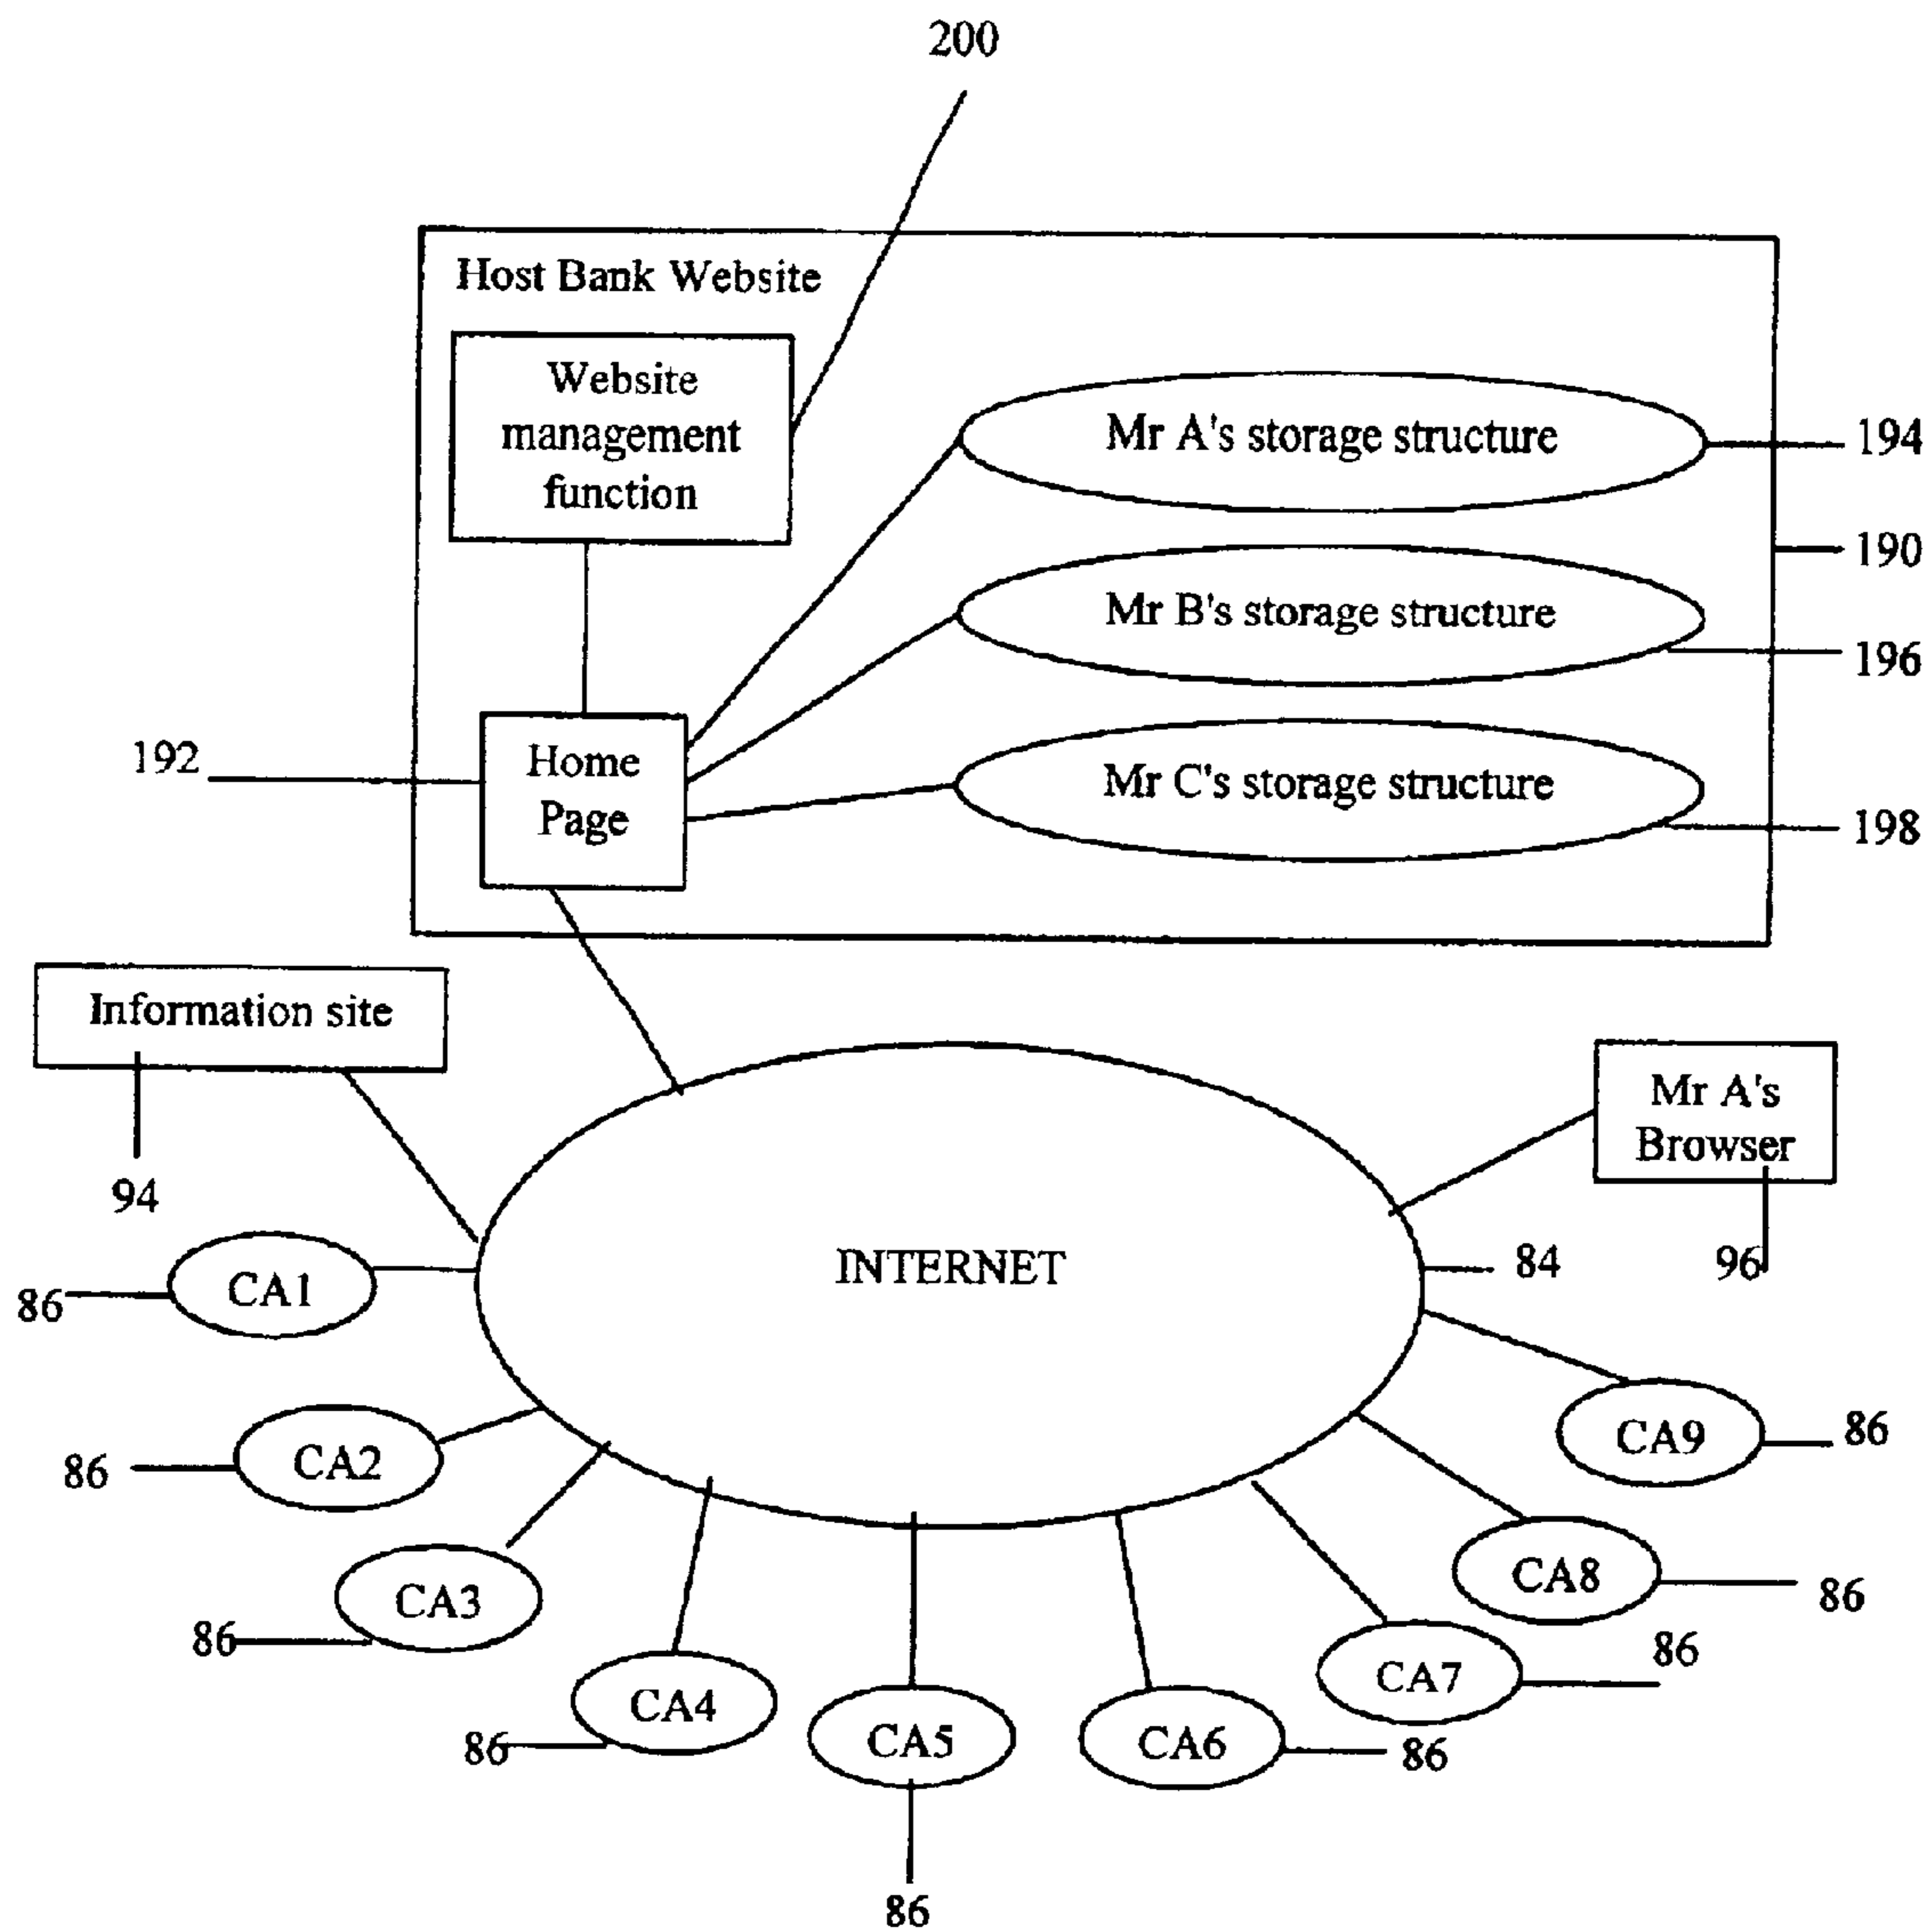 200
Host Bank Website
Website
management
function
Mr A's storage structure
194
190
Mr B's storage structure
196
192
Home
Page
Mr C's storage structure
198
Information site
94
Mr A's
Browser
96
INTERNET
84
CA1
86
CA2
86
CA3
86
CA4
86
CA5
86
CA6
86
CA7
86
CA8
86
CA9
86